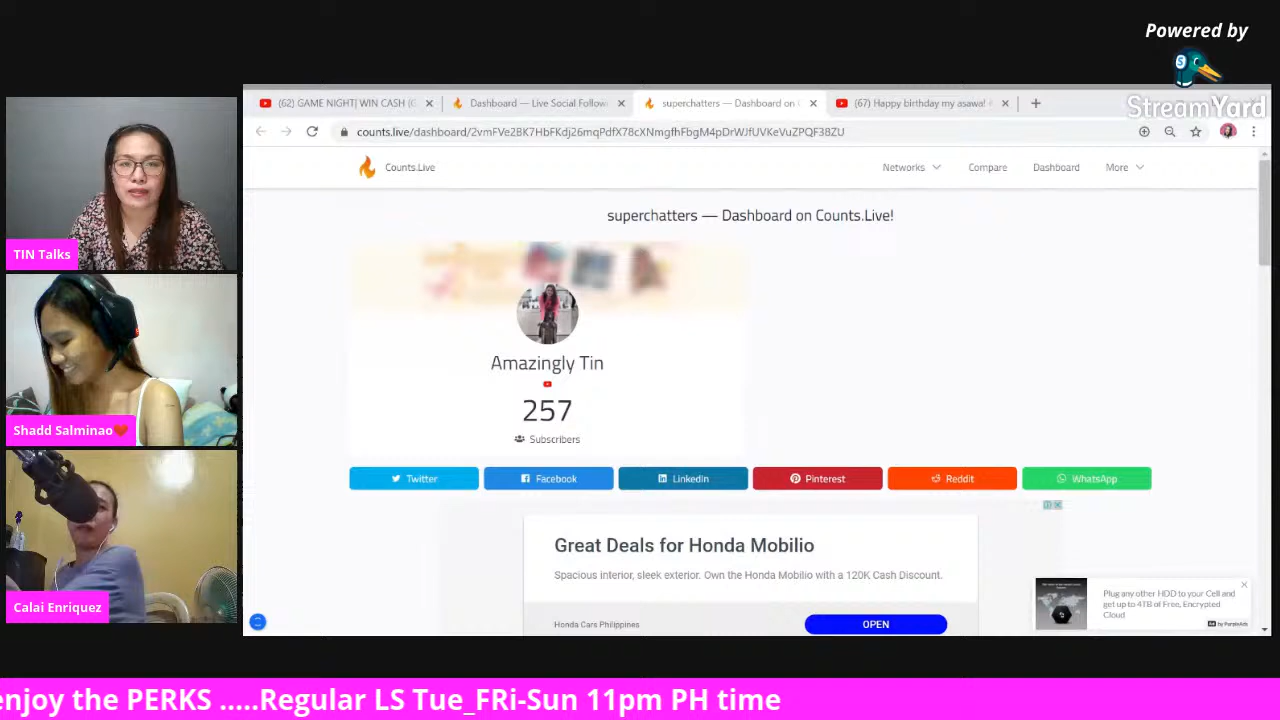 Powered by
StreamYard
(62) GAME NIGHT| WIN CASH (G
Dashboard — Live Social Follow
superchatters — Dashboard on C
(67) Happy birthday my asawa!
counts.live/dashboard/2vmFVe2BK7HbFKdj26mqPdfX78cXNmgfhFbgM4pDrWJfUVKeVuZPQF38ZU
Counts.Live
Networks
Compare
Dashboard
More
superchatters — Dashboard on Counts.Live!
Amazingly Tin
257
Subscribers
Twitter
Facebook
LinkedIn
Pinterest
Reddit
WhatsApp
Great Deals for Honda Mobilio
Spacious interior, sleek exterior. Own the Honda Mobilio with a 120K Cash Discount.
Honda Cars Philippines
OPEN
Plug any other HDD to your Cell and
get up to 4TB of Free, Encrypted
Cloud
Ad by PurpleAds
TIN Talks
Shadd Salminao❤️
Calai Enriquez
enjoy the PERKS .....Regular LS Tue_FRi-Sun 11pm PH time